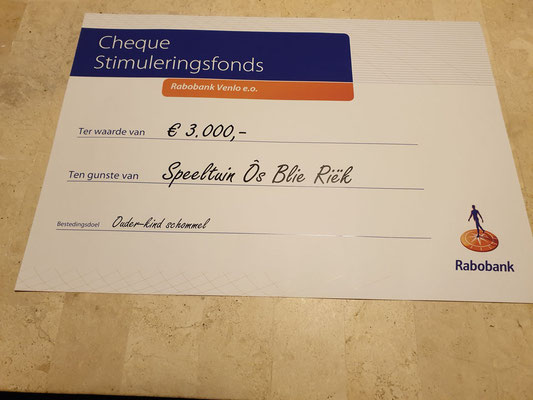 Cheque
Stimuleringsfonds
Rabobank Venlo e.o.
Ter waarde van € 3.000,-
Ten gunste van Speeltuin Ôs Blie Riëk
Bestedingsdoel Ouder-kind schommel
Rabobank